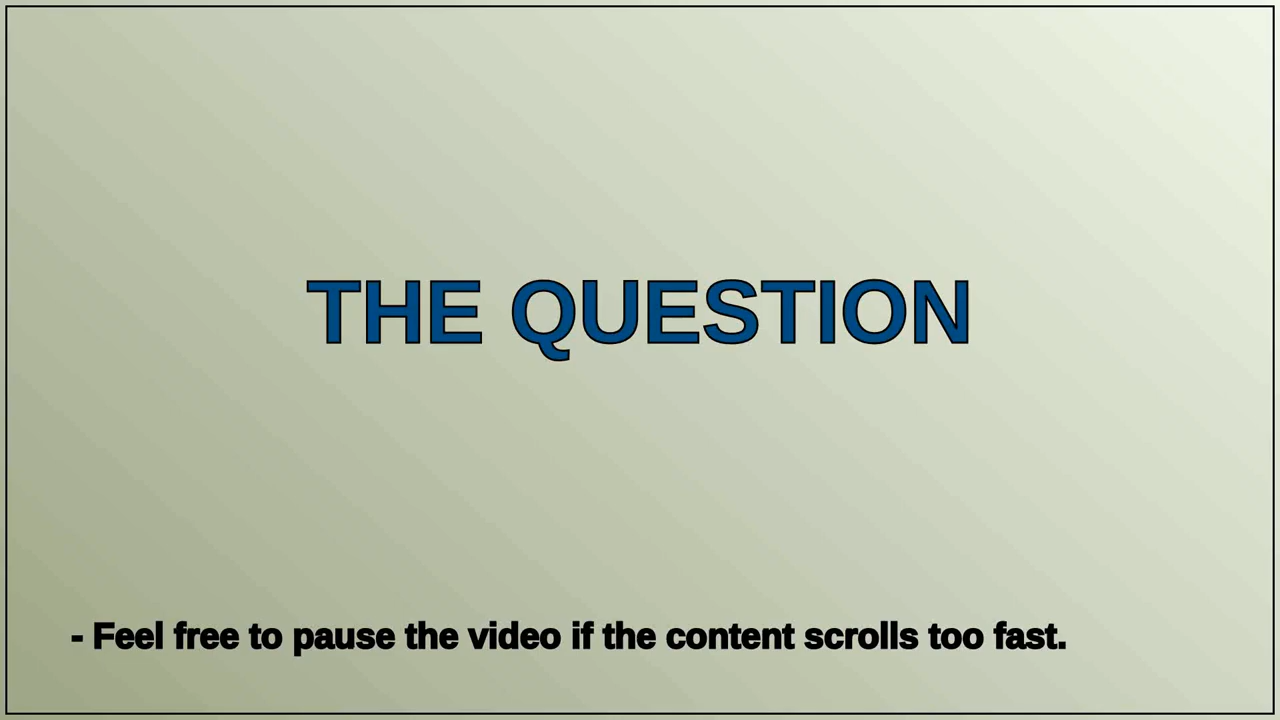 THE QUESTION
- Feel free to pause the video if the content scrolls too fast.